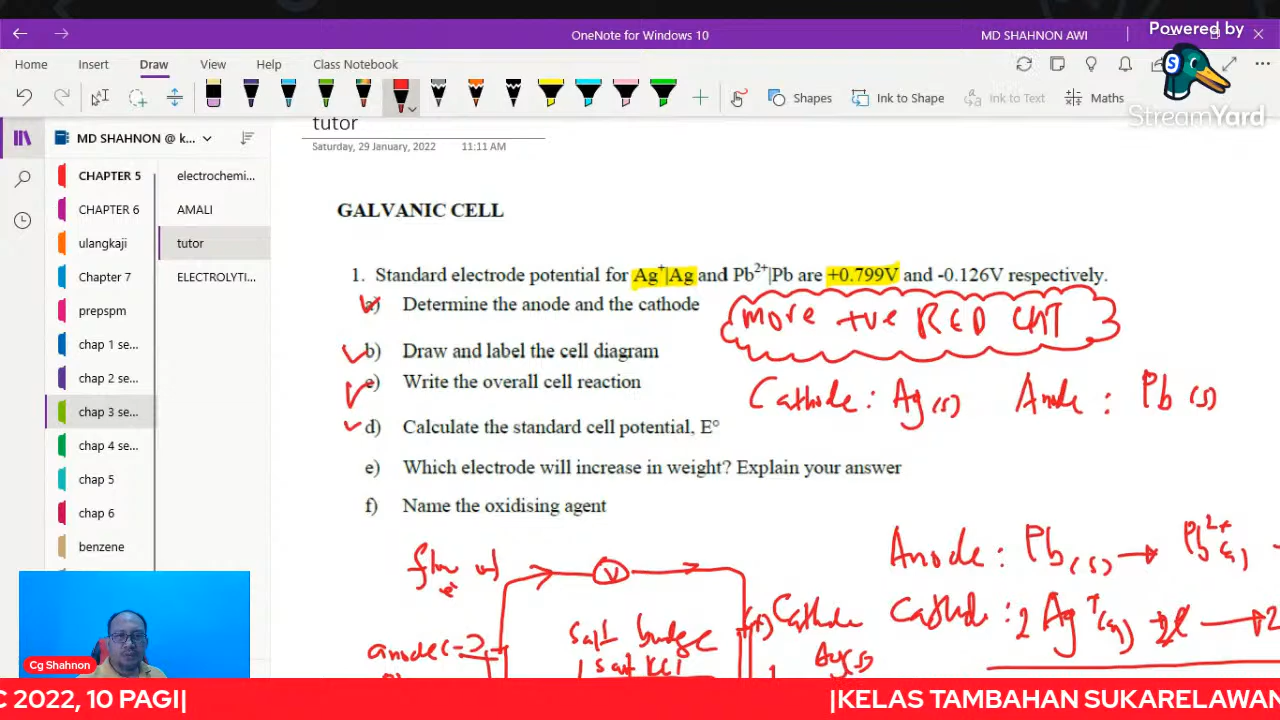 OneNote for Windows 10
MD SHAHNON AWI
Powered by
StreamYard
Home Insert Draw View Help Class Notebook
Shapes Ink to Shape Ink to Text Maths
MD SHAHNON @ k...
CHAPTER 5
CHAPTER 6
ulangkaji
Chapter 7
prepspm
chap 1 se...
chap 2 se...
chap 3 se...
chap 4 se...
chap 5
chap 6
benzene
electrochemi...
AMALI
tutor
ELECTROLYTI...
tutor
Saturday, 29 January, 2022 11:11 AM
GALVANIC CELL
1. Standard electrode potential for Ag⁺|Ag and Pb²⁺|Pb are +0.799V and -0.126V respectively.
a) Determine the anode and the cathode
more +ve RED CAT
b) Draw and label the cell diagram
c) Write the overall cell reaction
Cathode : Ag(s) Anode : Pb(s)
d) Calculate the standard cell potential, E°
e) Which electrode will increase in weight? Explain your answer
f) Name the oxidising agent
Anode : Pb(s) → Pb²⁺(aq)
flow of e⁻
V
(+) Cathode
Ag(s)
Cathode : 2Ag⁺(aq) 2e → 2
anode (-)
salt bridge
sat KCl
Cg Shahnon
C 2022, 10 PAGI| |KELAS TAMBAHAN SUKARELAWAN